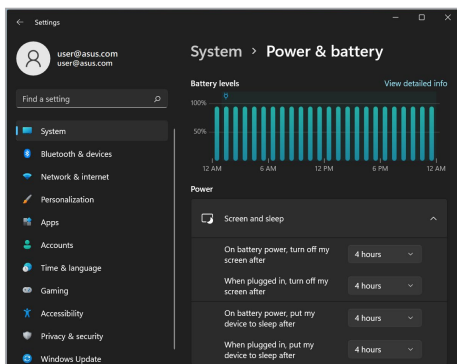 Settings
user@asus.com
user@asus.com
Find a setting
System
Bluetooth & devices
Network & internet
Personalization
Apps
Accounts
Time & language
Gaming
Accessibility
Privacy & security
Windows Update
System > Power & battery
Battery levels
View detailed info
100%
50%
12 AM 6 AM 12 PM 6 PM 12 AM
Power
Screen and sleep
On battery power, turn off my
screen after
4 hours
When plugged in, turn off my
screen after
4 hours
On battery power, put my
device to sleep after
4 hours
When plugged in, put my
device to sleep after
4 hours